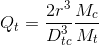 Q_t = \frac{2r^3}{D_{tc}^3} \frac{M_c}{M_t}